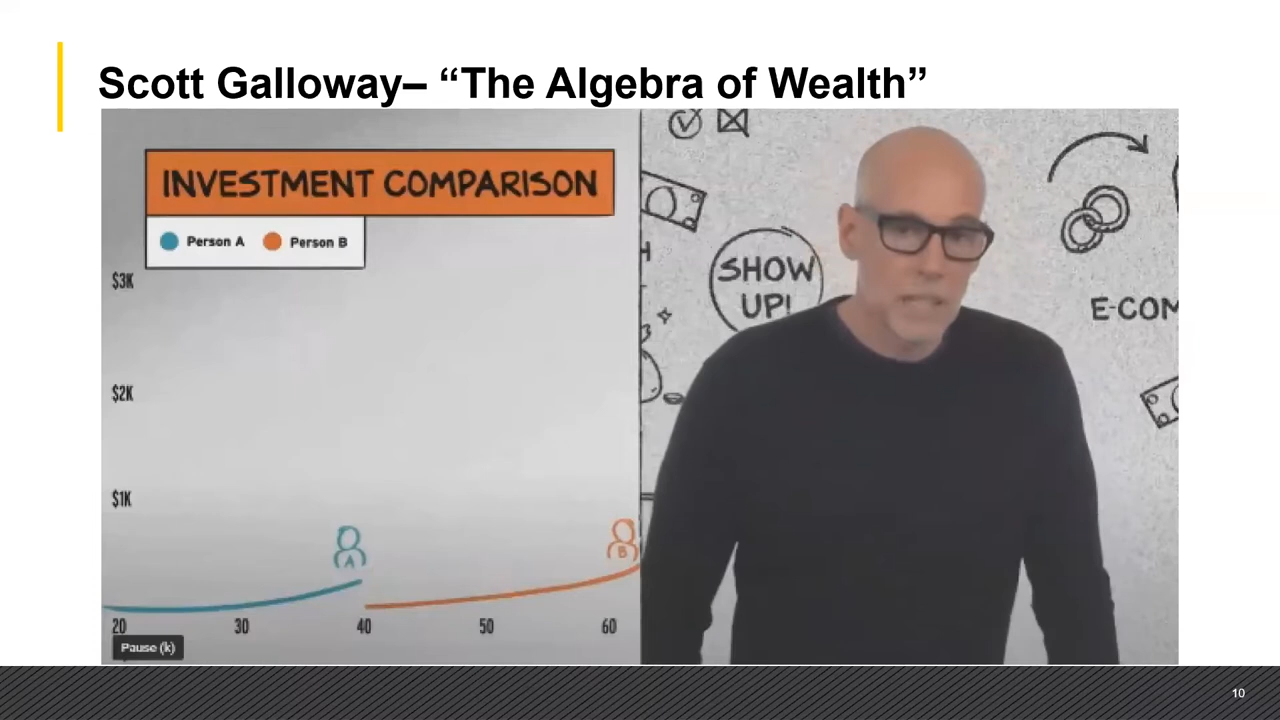 Scott Galloway– “The Algebra of Wealth”
INVESTMENT COMPARISON
Person A
Person B
$3K
$2K
$1K
A
B
20
30
40
50
60
Pause (k)
SHOW
UP!
E-COM
10